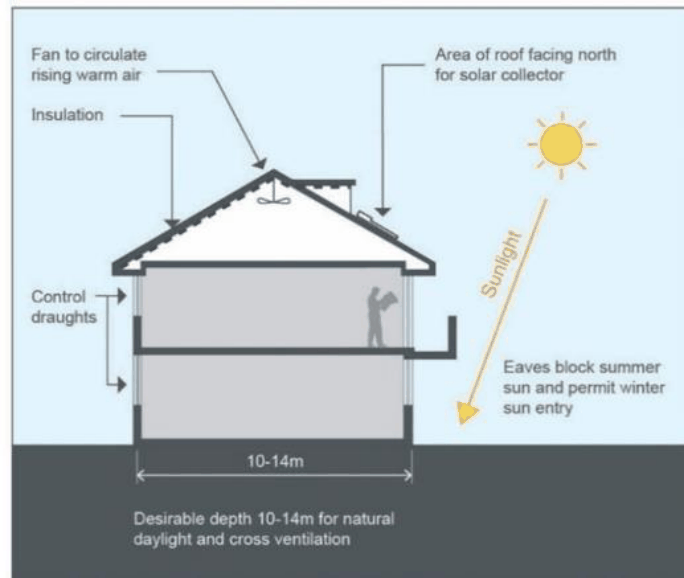 Fan to circulate
rising warm air
Area of roof facing north
for solar collector
Insulation
Sunlight
Control
draughts
Eaves block summer
sun and permit winter
sun entry
10-14m
Desirable depth 10-14m for natural
daylight and cross ventilation